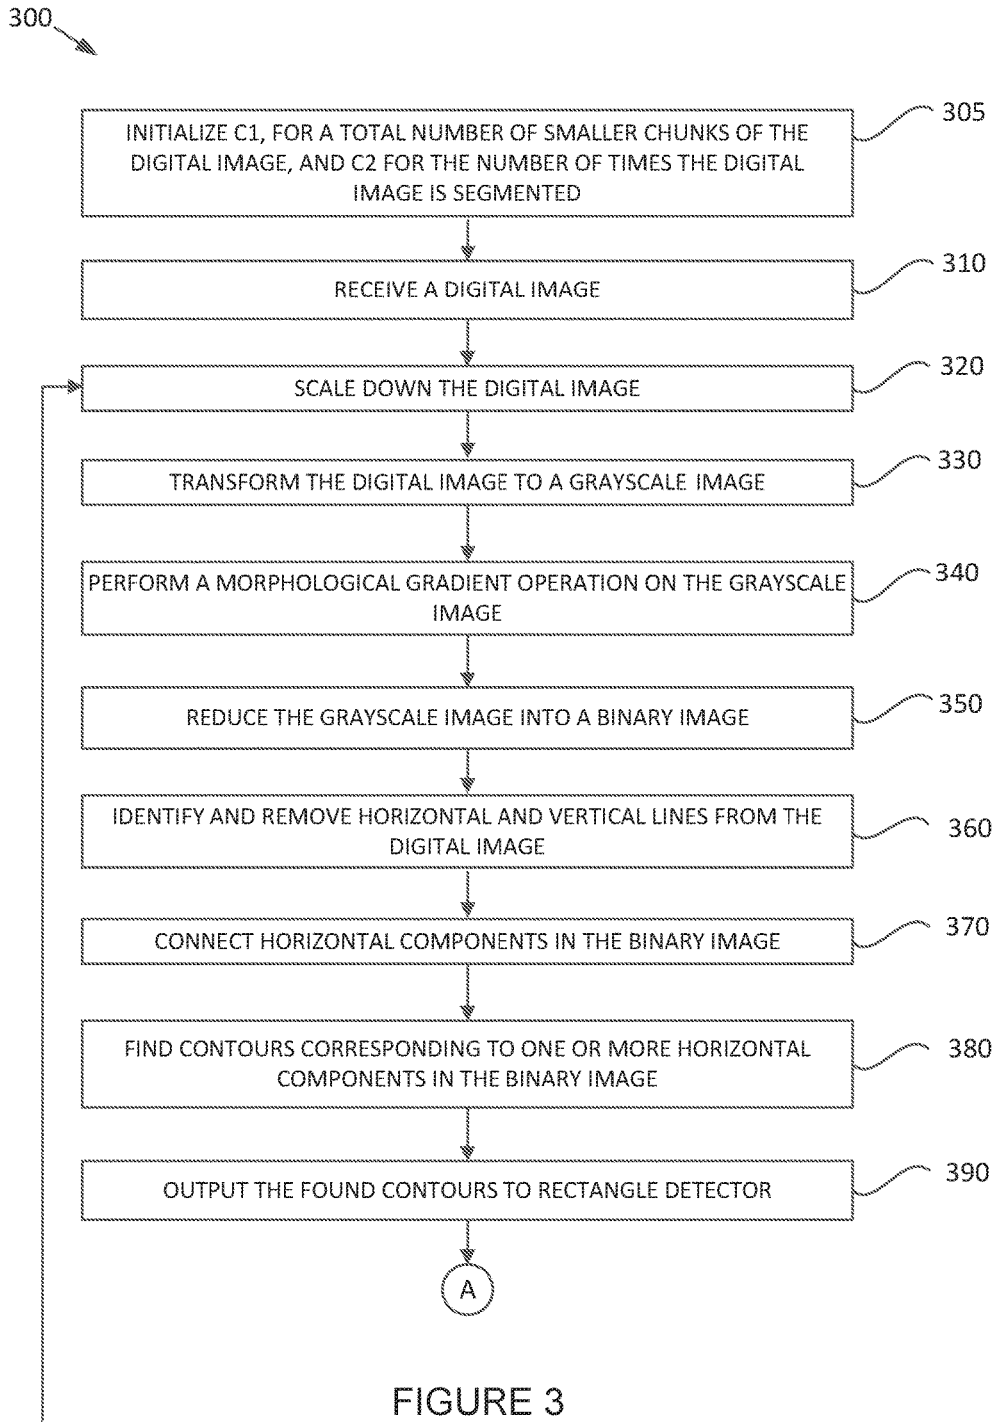 300
305
INITIALIZE C1, FOR A TOTAL NUMBER OF SMALLER CHUNKS OF THE
DIGITAL IMAGE, AND C2 FOR THE NUMBER OF TIMES THE DIGITAL
IMAGE IS SEGMENTED
310
RECEIVE A DIGITAL IMAGE
320
SCALE DOWN THE DIGITAL IMAGE
330
TRANSFORM THE DIGITAL IMAGE TO A GRAYSCALE IMAGE
340
PERFORM A MORPHOLOGICAL GRADIENT OPERATION ON THE GRAYSCALE
IMAGE
350
REDUCE THE GRAYSCALE IMAGE INTO A BINARY IMAGE
360
IDENTIFY AND REMOVE HORIZONTAL AND VERTICAL LINES FROM THE
DIGITAL IMAGE
370
CONNECT HORIZONTAL COMPONENTS IN THE BINARY IMAGE
380
FIND CONTOURS CORRESPONDING TO ONE OR MORE HORIZONTAL
COMPONENTS IN THE BINARY IMAGE
390
OUTPUT THE FOUND CONTOURS TO RECTANGLE DETECTOR
A
FIGURE 3